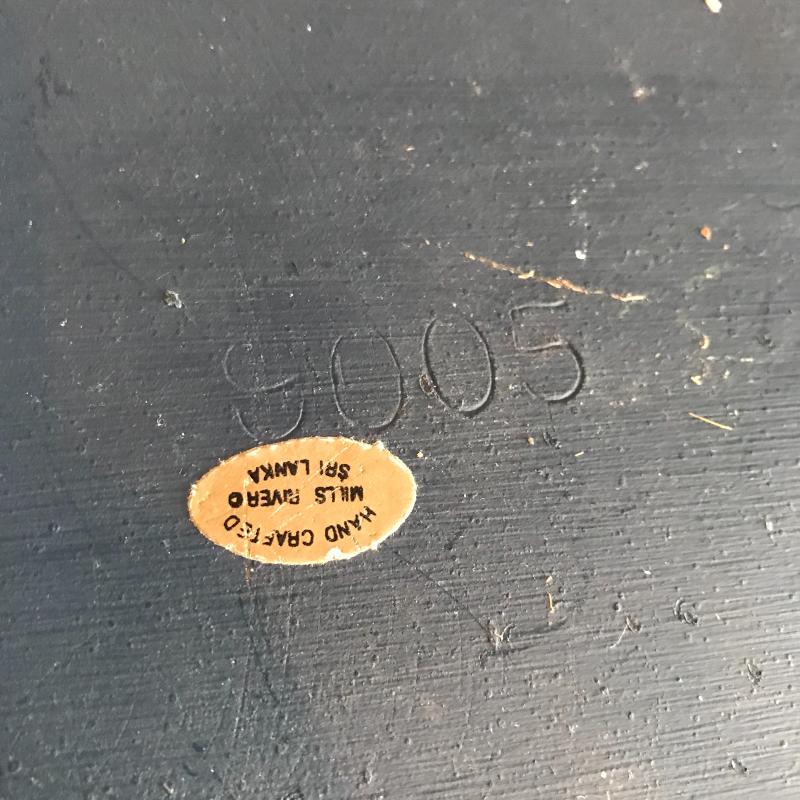 9005
HAND CRAFTED
MILLS RIVER
SRI LANKA